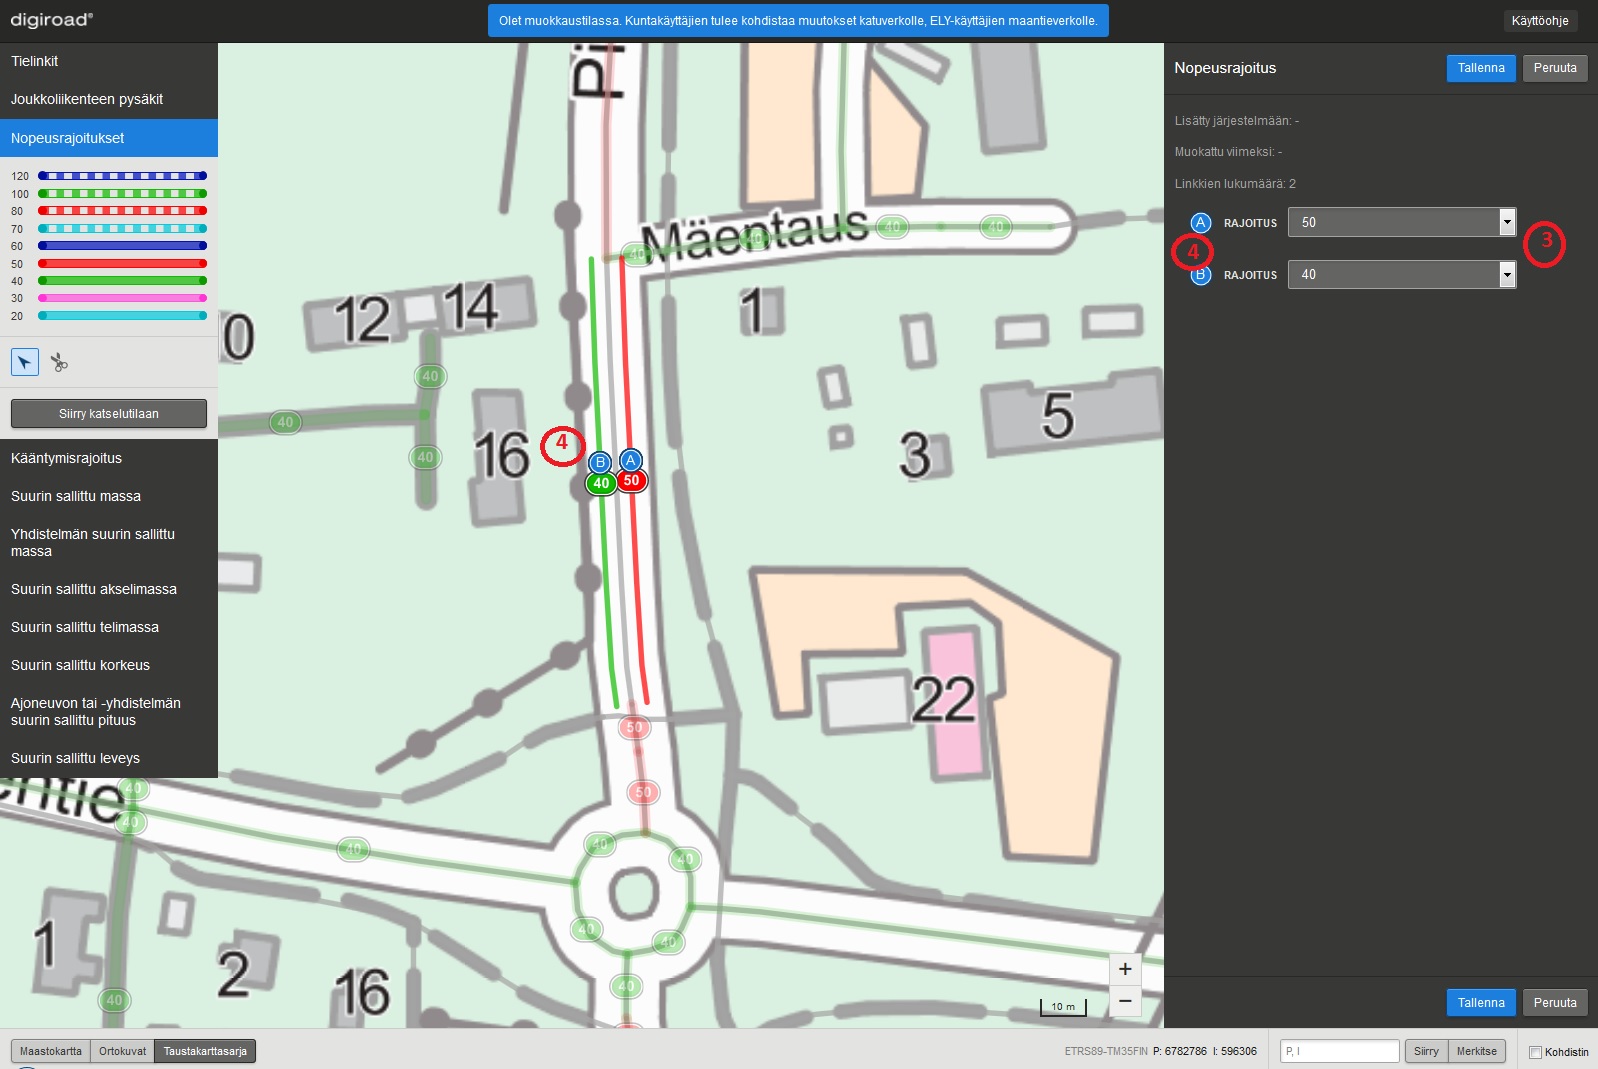 digiroad®
Olet muokkaustilassa. Kuntakäyttäjien tulee kohdistaa muutokset katuverkolle, ELY-käyttäjien maantieverkolle.
Käyttöohje
Tielinkit
Joukkoliikenteen pysäkit
Nopeusrajoitukset
120
100
80
70
60
50
40
30
20
Siirry katselutilaan
Kääntymisrajoitus
Suurin sallittu massa
Yhdistelmän suurin sallittu
massa
Suurin sallittu akselimassa
Suurin sallittu telimassa
Suurin sallittu korkeus
Ajoneuvon tai -yhdistelmän
suurin sallittu pituus
Suurin sallittu leveys
Pi
Mäentaus
40
40
40
40
0
12
14
1
40
40
40
16
4
B
A
40
50
5
3
22
50
50
entie
40
40
40
40
40
40
40
40
1
2
16
40
10 m
+
−
Nopeusrajoitus
Tallenna
Peruuta
Lisätty järjestelmään: -
Muokattu viimeksi: -
Linkkien lukumäärä: 2
A RAJOITUS 50
4
3
B RAJOITUS 40
Tallenna
Peruuta
Maastokartta
Ortokuvat
Taustakarttasarja
ETRS89-TM35FIN P: 6782786 I: 596306
P, I
Siirry
Merkitse
Kohdistin